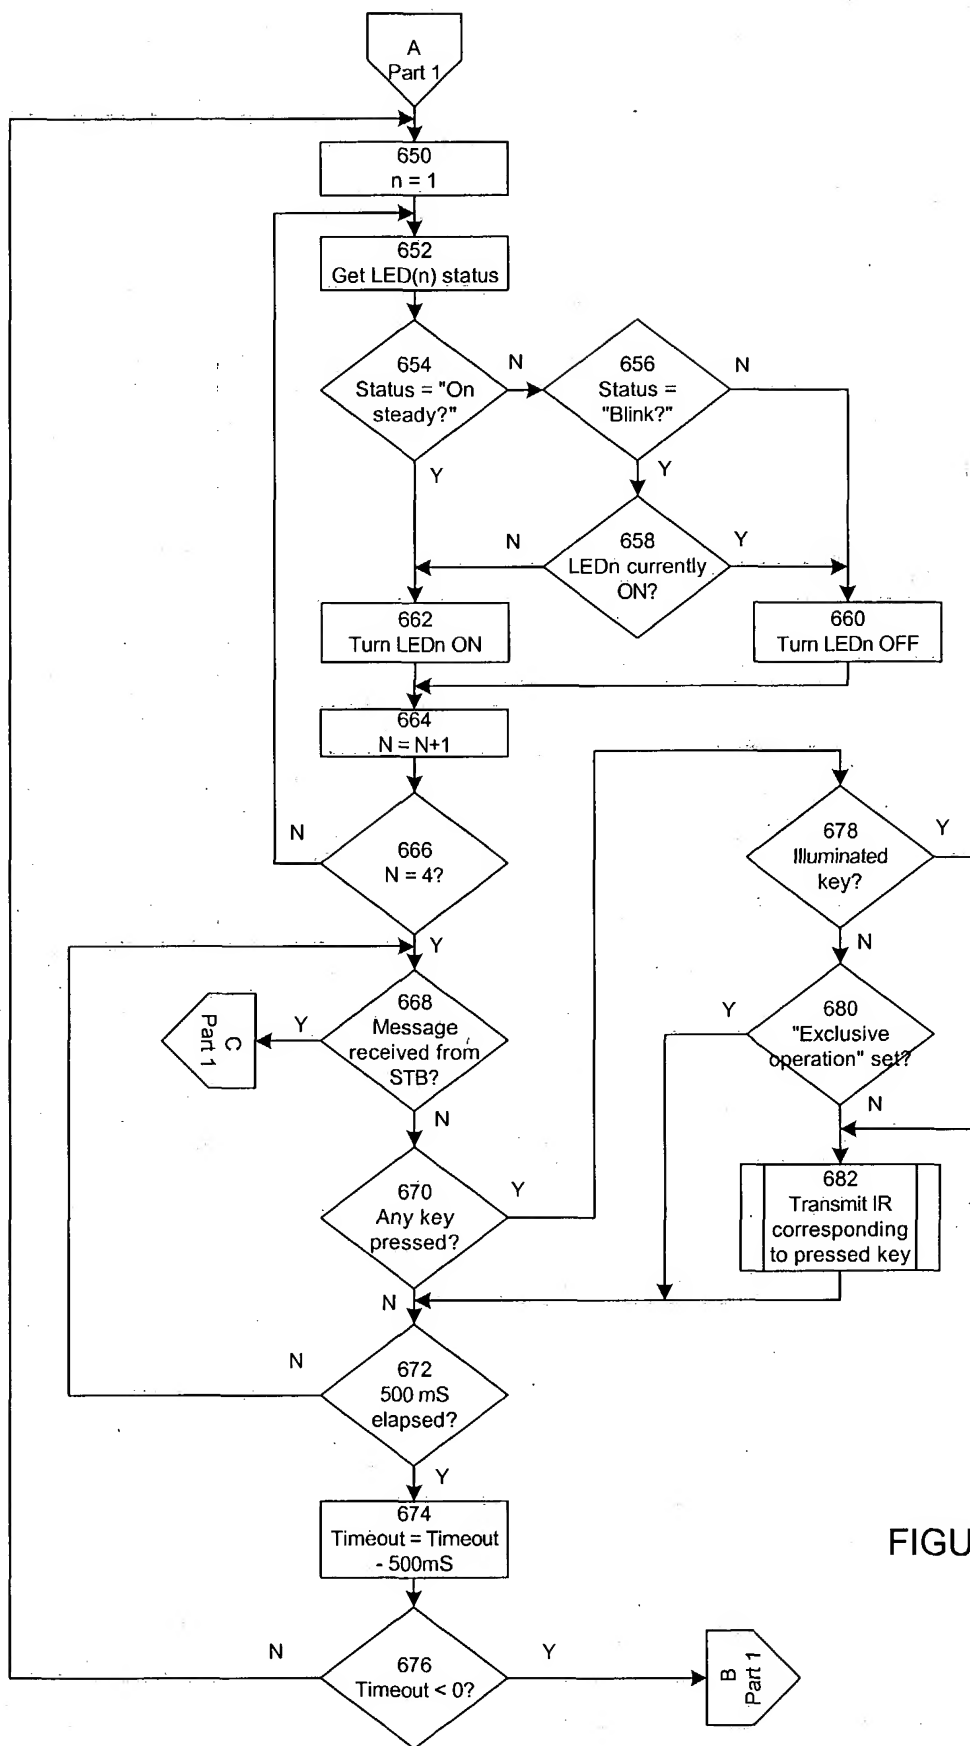 A
Part 1
650
n = 1
652
Get LED(n) status
654
Status = "On
steady?"
N
656
Status =
"Blink?"
N
Y
Y
658
LEDn currently
ON?
N
Y
662
Turn LEDn ON
660
Turn LEDn OFF
664
N = N+1
666
N = 4?
N
Y
678
Illuminated
key?
Y
N
668
Message
received from
STB?
Y
C
Part 1
N
680
"Exclusive
operation" set?
Y
N
670
Any key
pressed?
Y
N
682
Transmit IR
corresponding
to pressed key
672
500 mS
elapsed?
N
Y
674
Timeout = Timeout
- 500mS
FIGU
676
Timeout < 0?
N
Y
B
Part 1